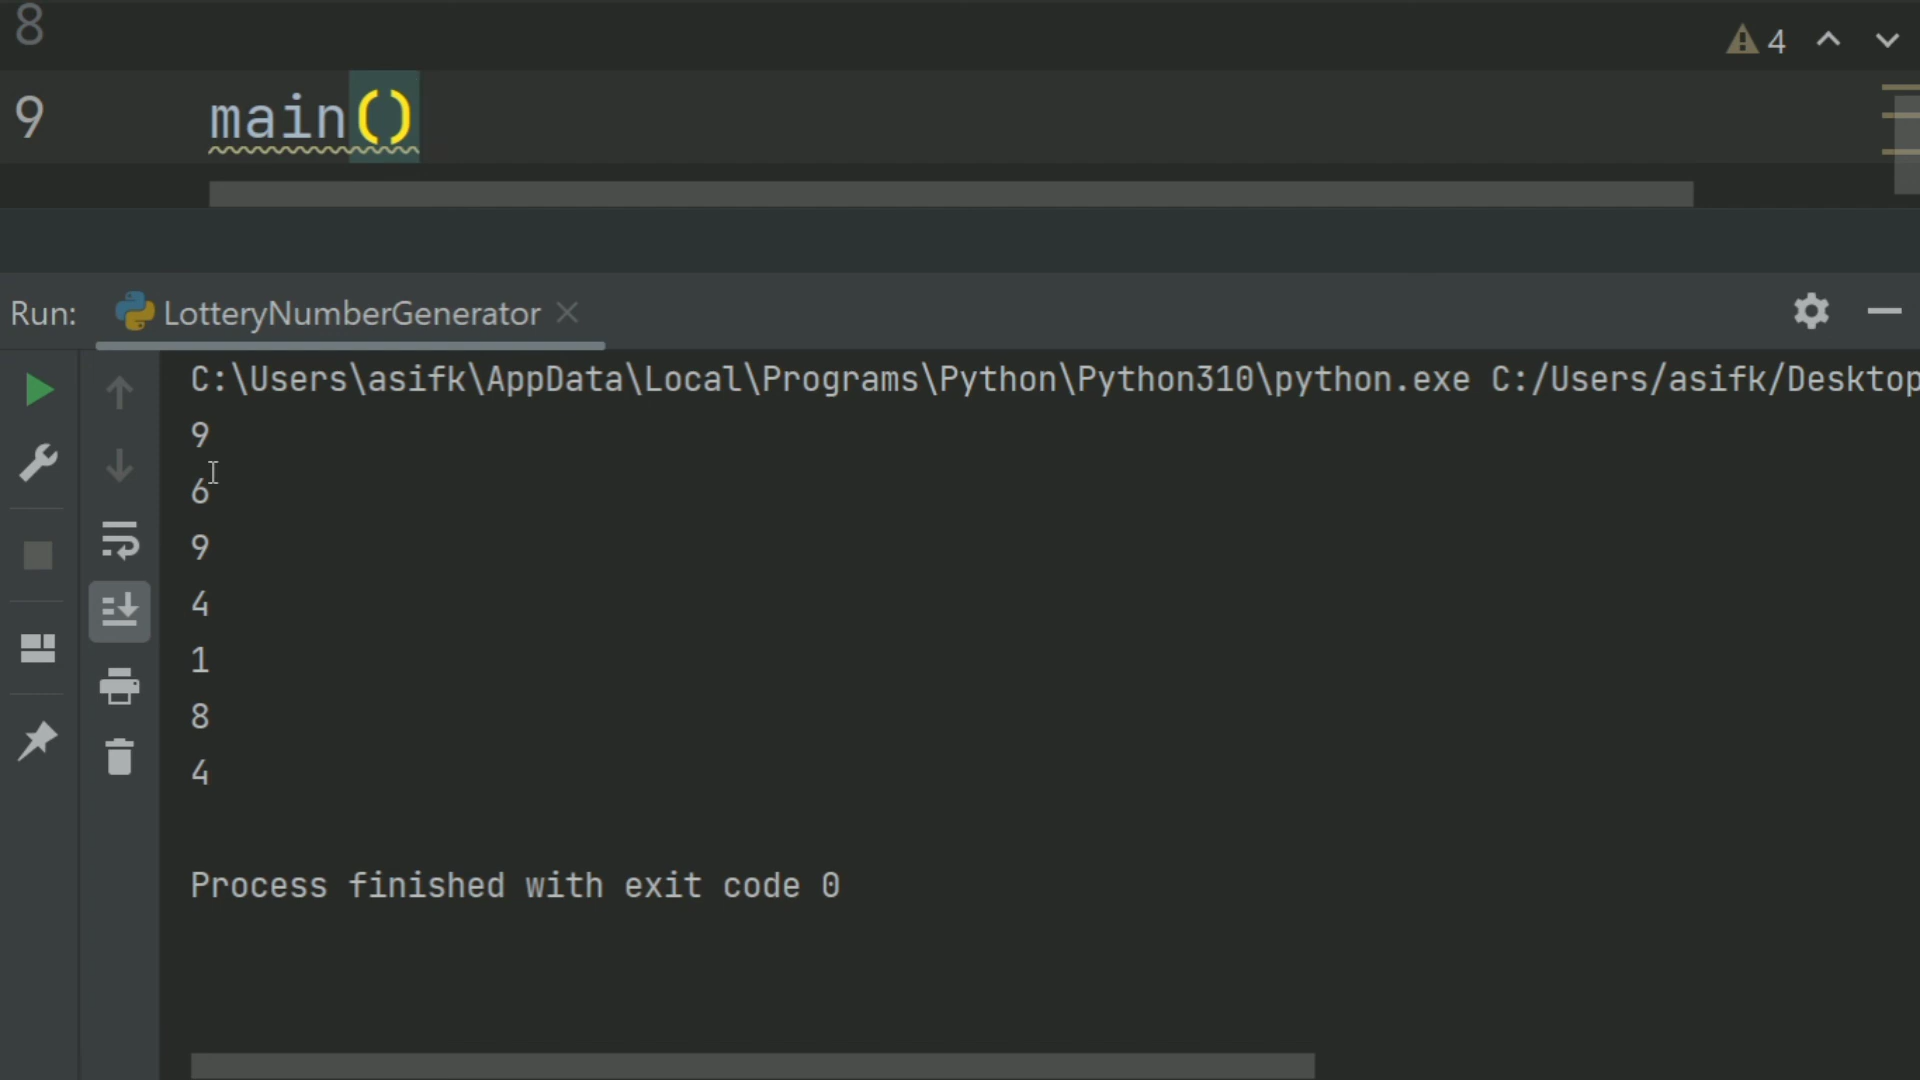 8
4
9 main()
Run: LotteryNumberGenerator
C:\Users\asifk\AppData\Local\Programs\Python\Python310\python.exe C:/Users/asifk/Desktop
9
6
9
4
1
8
4
Process finished with exit code 0